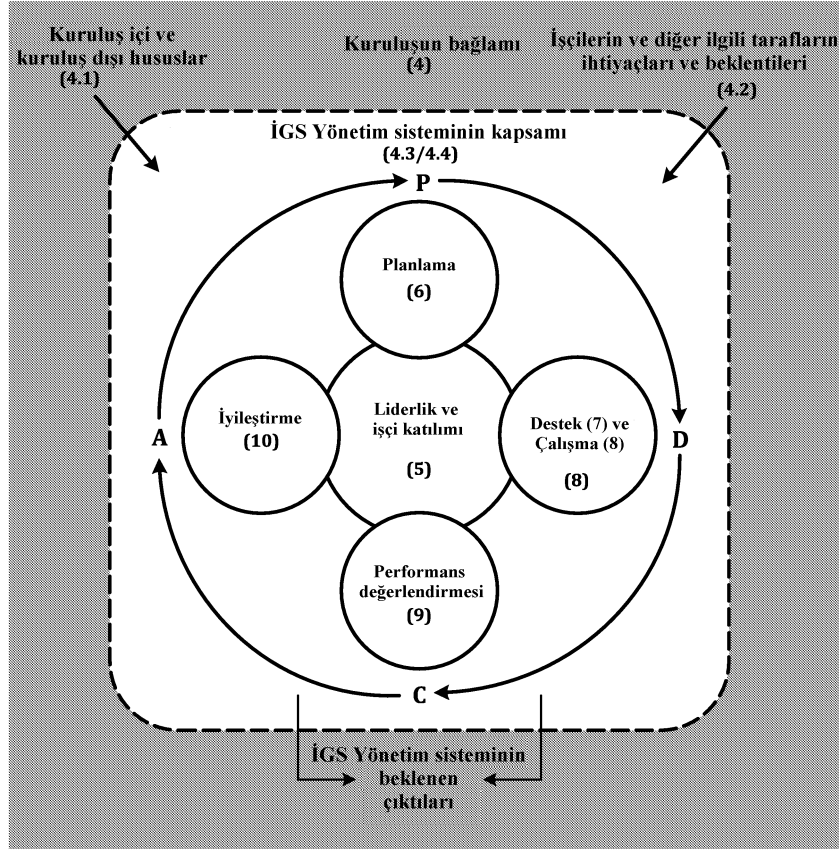 Kuruluş içi ve
kuruluş dışı hususlar
(4.1)
Kuruluşun bağlamı
(4)
İşçilerin ve diğer ilgili tarafların
ihtiyaçları ve beklentileri
(4.2)
İGS Yönetim sisteminin kapsamı
(4.3/4.4)
P
Planlama
(6)
A
İyileştirme
(10)
Liderlik ve
işçi katılımı
(5)
Destek (7) ve
Çalışma (8)
(8)
D
Performans
değerlendirmesi
(9)
C
İGS Yönetim sisteminin
beklenen
çıktıları